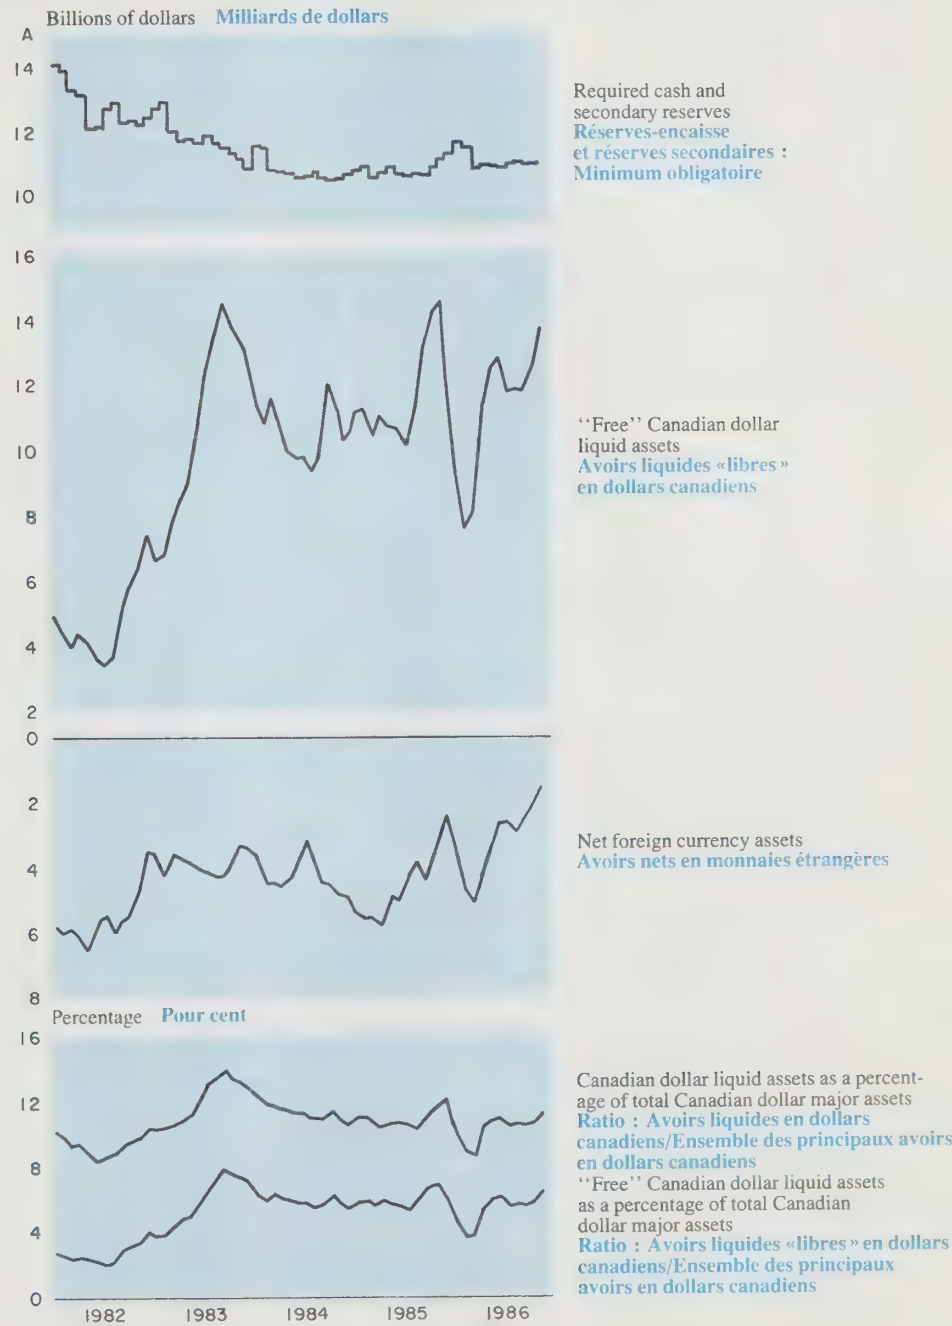 Billions of dollars Milliards de dollars
A
14
12
10
Required cash and
secondary reserves
Réserves-encaisse
et réserves secondaires :
Minimum obligatoire
16
14
12
10
8
6
4
2
0
"Free" Canadian dollar
liquid assets
Avoirs liquides «libres»
en dollars canadiens
2
4
6
8
Net foreign currency assets
Avoirs nets en monnaies étrangères
Percentage Pour cent
16
12
8
4
0
Canadian dollar liquid assets as a percent-
age of total Canadian dollar major assets
Ratio : Avoirs liquides en dollars
canadiens/Ensemble des principaux avoirs
en dollars canadiens
"Free" Canadian dollar liquid assets
as a percentage of total Canadian
dollar major assets
Ratio : Avoirs liquides «libres» en dollars
canadiens/Ensemble des principaux
avoirs en dollars canadiens
1982 1983 1984 1985 1986